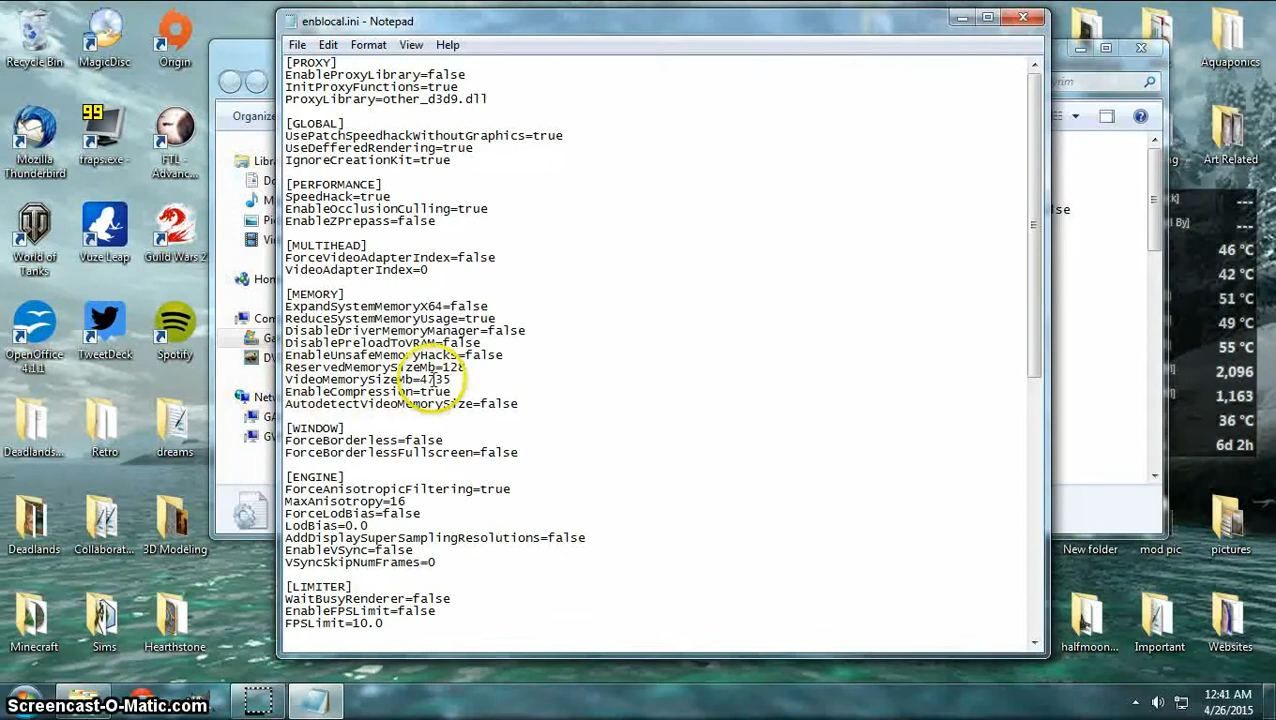 enblocal.ini - Notepad
File Edit Format View Help
[PROXY]
EnableProxyLibrary=false
InitProxyFunctions=true
ProxyLibrary=other_d3d9.dll
[GLOBAL]
UsePatchSpeedhackWithoutGraphics=true
UseDefferedRendering=true
IgnoreCreationKit=true
[PERFORMANCE]
SpeedHack=true
EnableOcclusionCulling=true
EnableZPrepass=false
[MULTIHEAD]
ForceVideoAdapterIndex=false
VideoAdapterIndex=0
[MEMORY]
ExpandSystemMemoryX64=false
ReduceSystemMemoryUsage=true
DisableDriverMemoryManager=false
DisablePreloadToVRAM=false
EnableUnsafeMemoryHacks=false
ReservedMemorySizeMb=128
VideoMemorySizeMb=4735
EnableCompression=true
AutodetectVideoMemorySize=false
[WINDOW]
ForceBorderless=false
ForceBorderlessFullscreen=false
[ENGINE]
ForceAnisotropicFiltering=true
MaxAnisotropy=16
ForceLodBias=false
LodBias=0.0
AddDisplaySuperSamplingResolutions=false
EnableVSync=false
VSyncSkipNumFrames=0
[LIMITER]
WaitBusyRenderer=false
EnableFPSLimit=false
FPSLimit=10.0
Recycle Bin
MagicDisc
Origin
99
Mozilla Thunderbird
fraps.exe -
FTL - Advanc...
World of Tanks
Vuze Leap
Guild Wars 2
OpenOffice 4.1.1
TweetDeck
Spotify
Deadlands...
Retro
dreams
Deadlands
Collaborat...
3D Modeling
Minecraft
Sims
Hearthstone
Organiz
Aquaponics
Art Related
46 °C
42 °C
51 °C
49 °C
55 °C
2,396
1,163
36 °C
6d 2h
New folder
mod pic
pictures
halfmoon...
Important
Websites
Screencast-O-Matic.com
12:41 AM
4/26/2015